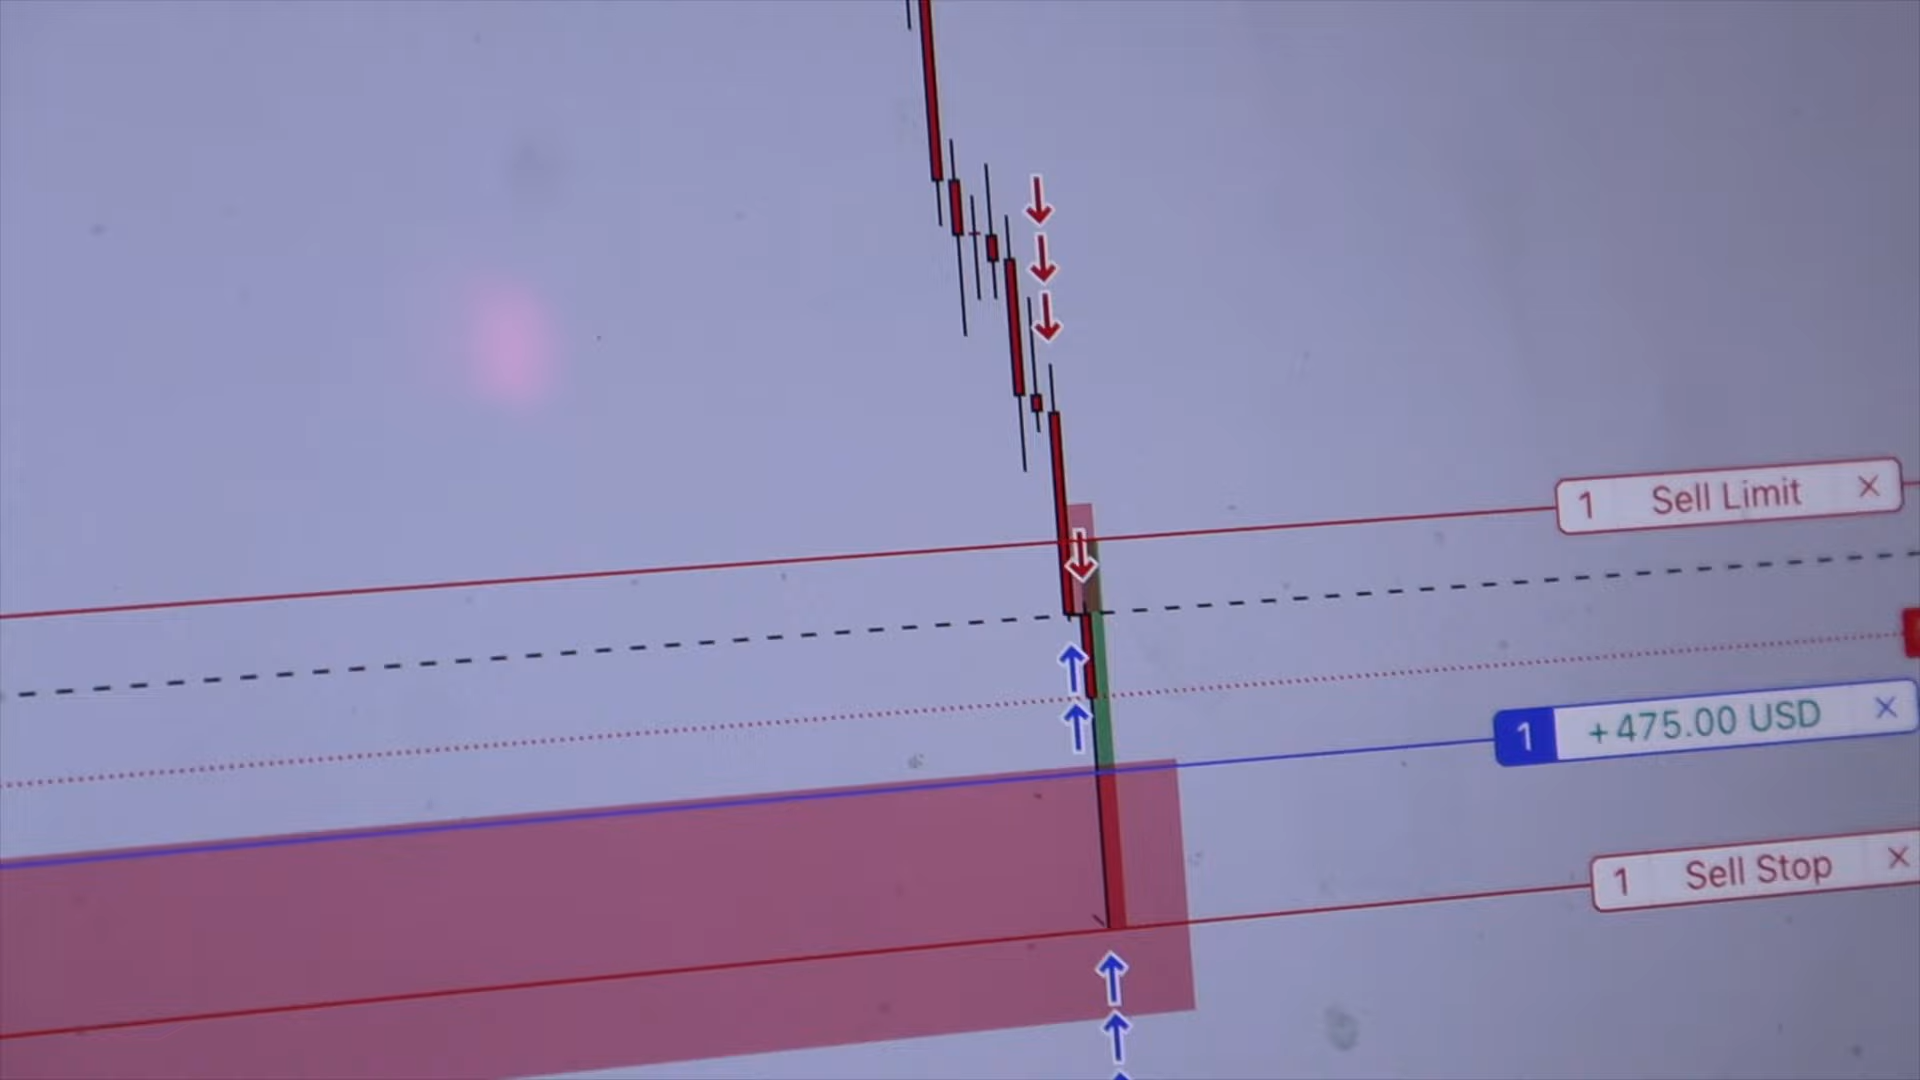 1 Sell Limit ×
1 +475.00 USD ×
1 Sell Stop ×